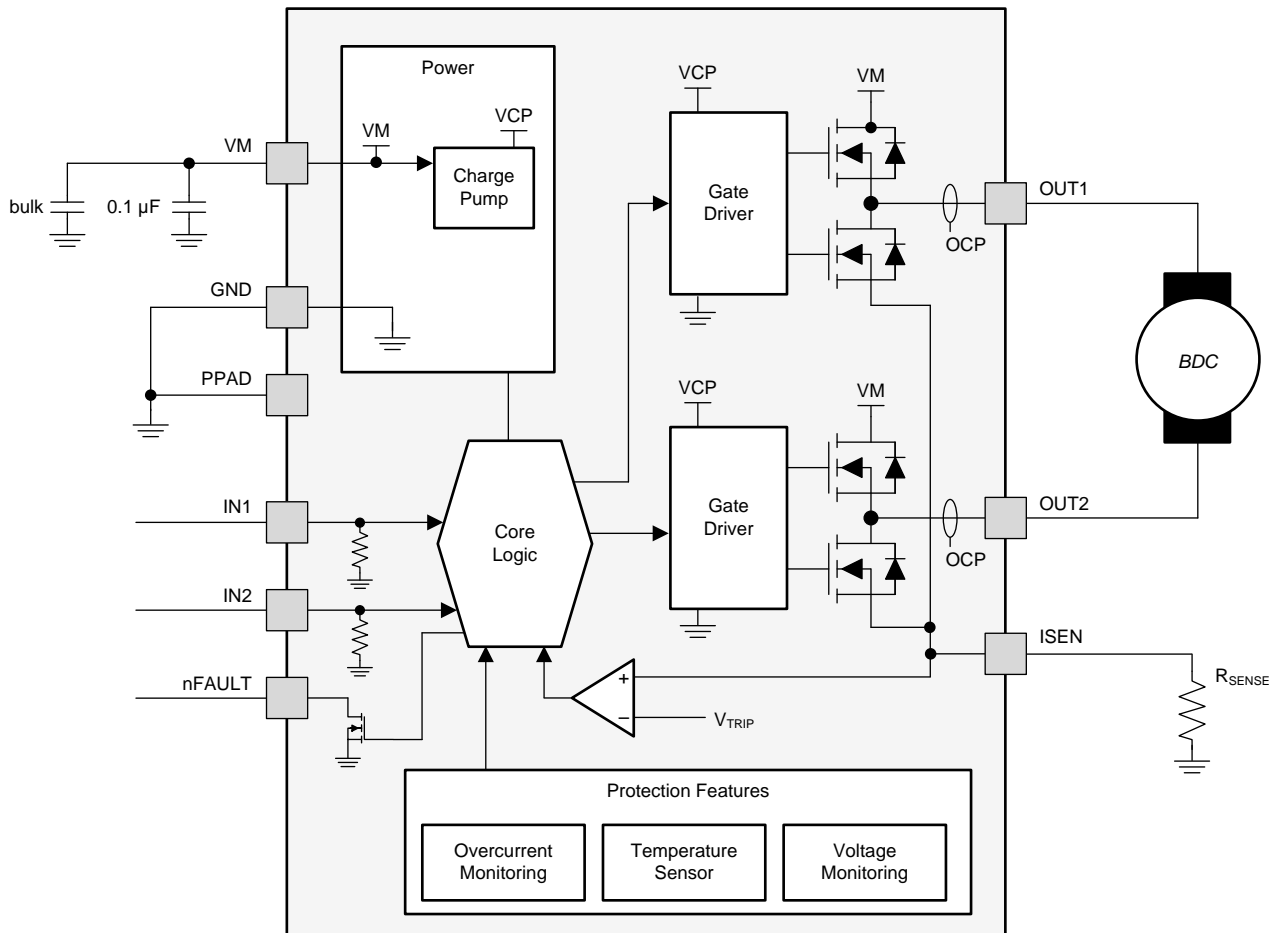 Power
VCP
VM
Charge
Pump
VM
bulk
0.1 µF
GND
PPAD
IN1
IN2
nFAULT
Core
Logic
VCP
Gate
Driver
VM
OCP
OUT1
BDC
VCP
Gate
Driver
VM
OCP
OUT2
ISEN
RSENSE
+
−
VTRIP
Protection Features
Overcurrent
Monitoring
Temperature
Sensor
Voltage
Monitoring